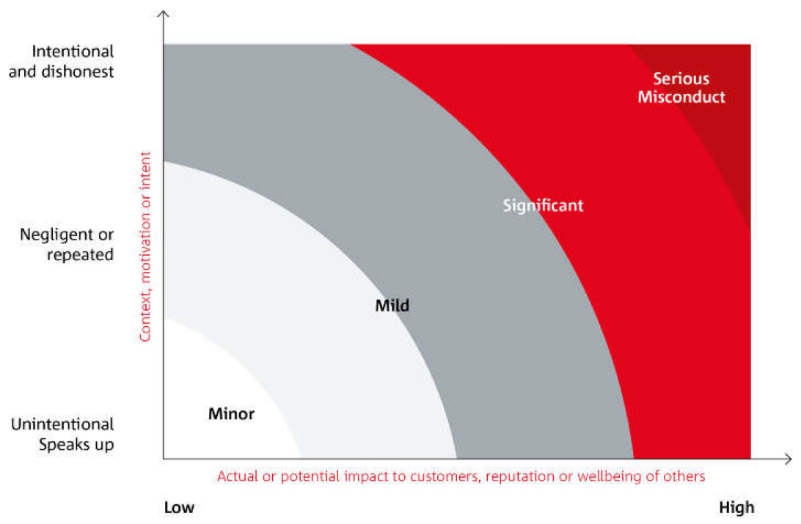 Intentional
and dishonest
Serious
Misconduct
Context, motivation or intent
Significant
Negligent or
repeated
Mild
Minor
Unintentional
Speaks up
Actual or potential impact to customers, reputation or wellbeing of others
Low
High